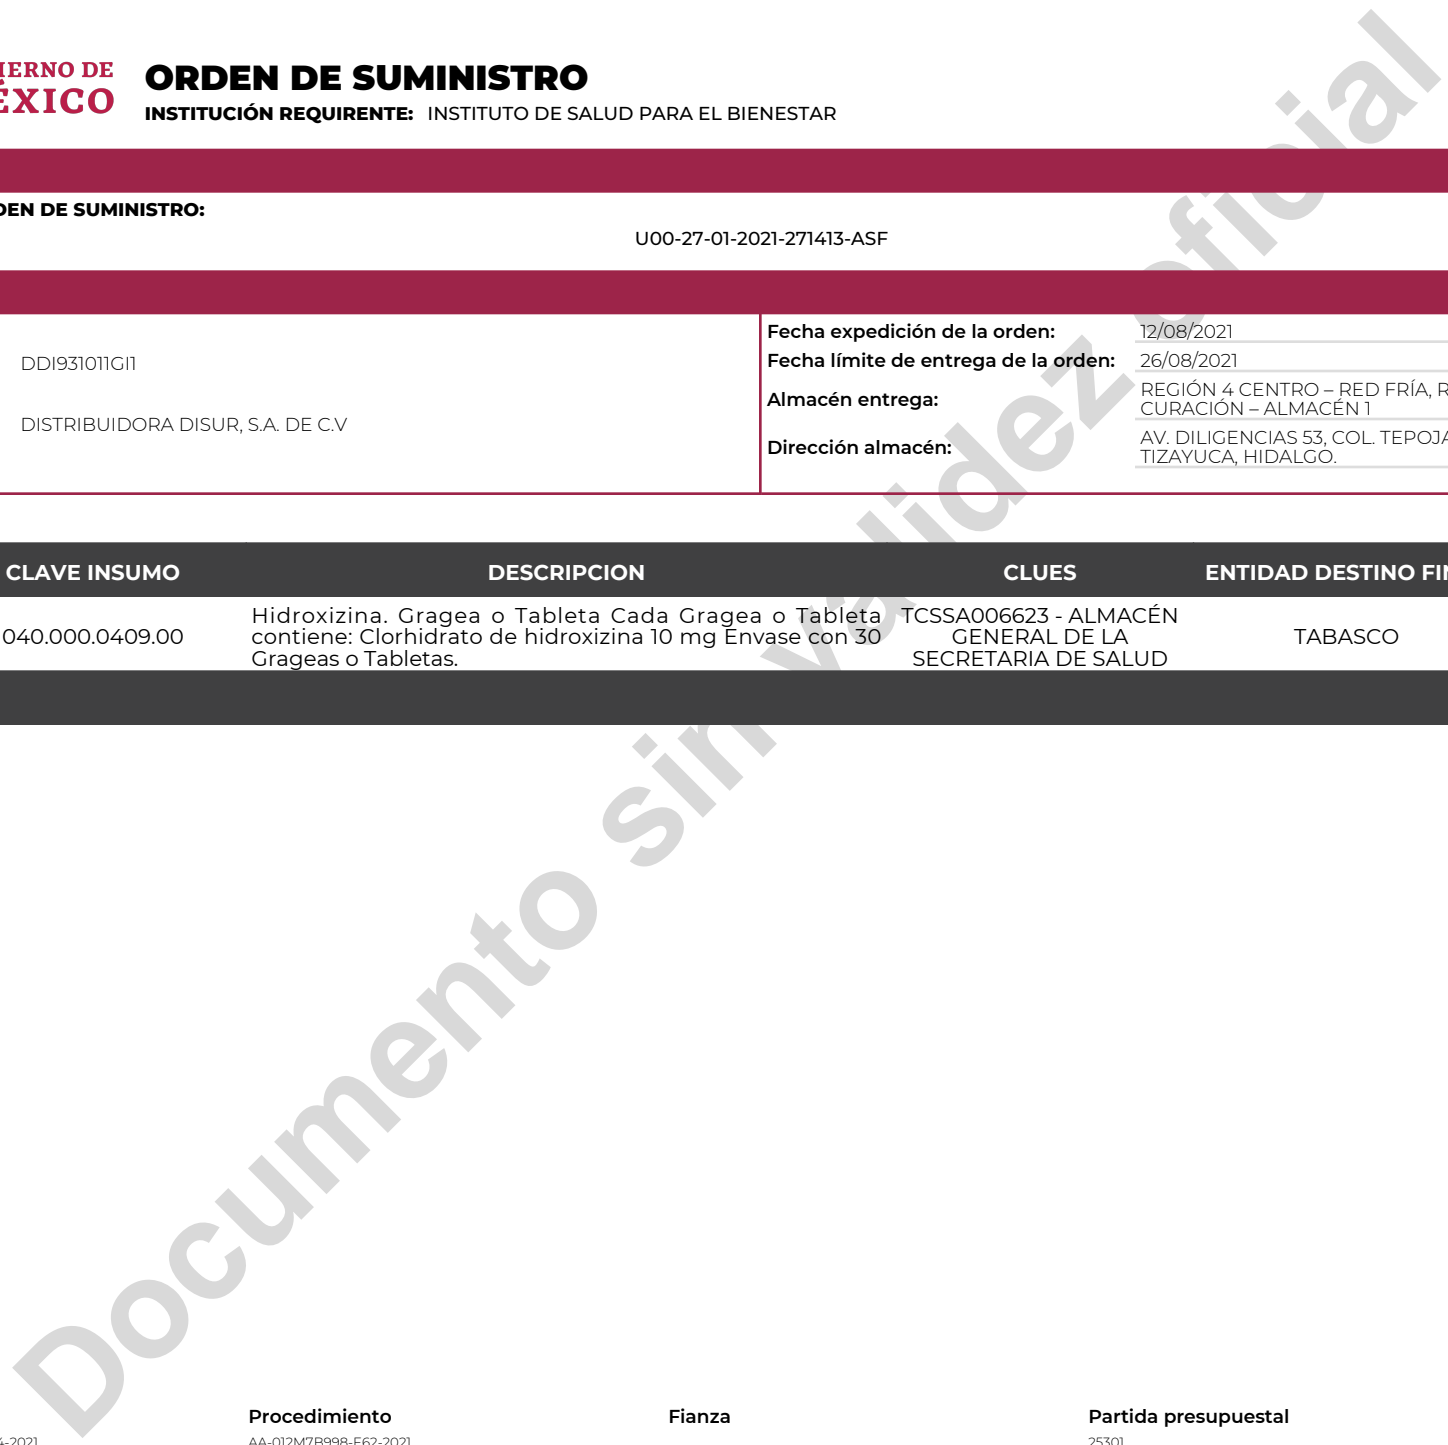 ORDEN DE SUMINISTRO
INSTITUCIÓN REQUIRENTE: INSTITUTO DE SALUD PARA EL BIENESTAR
DE SUMINISTRO:
U00-27-01-2021-271413-ASF
DDI931011GI1
DISTRIBUIDORA DISUR, S.A. DE C.V
Fecha expedición de la orden: 12/08/2021
Fecha límite de entrega de la orden: 26/08/2021
Almacén entrega: REGIÓN 4 CENTRO – RED FRÍA,
CURACIÓN – ALMACÉN 1
Dirección almacén: AV. DILIGENCIAS 53, COL.
TIZAYUCA, HIDALGO.
CLAVE INSUMO DESCRIPCION CLUES ENTIDAD DESTINO
040.000.0409.00
Hidroxizina. Gragea o Tableta Cada Gragea o Tableta
contiene: Clorhidrato de hidroxizina 10 mg Envase con 30
Grageas o Tabletas.
TCSSA006623 - ALMACÉN
GENERAL DE LA
SECRETARIA DE SALUD
TABASCO
Documento sin validez oficial
Procedimiento
AA-012M7B998-E62-2021
Fianza
Partida presupuestal
25301
DE